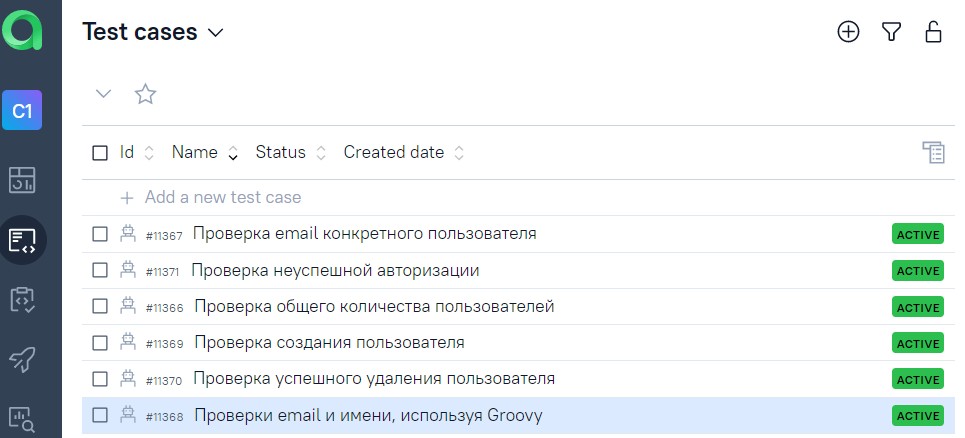 Test cases
C1
Id Name Status Created date
Add a new test case
#11367 Проверка email конкретного пользователя ACTIVE
#11371 Проверка неуспешной авторизации ACTIVE
#11366 Проверка общего количества пользователей ACTIVE
#11369 Проверка создания пользователя ACTIVE
#11370 Проверка успешного удаления пользователя ACTIVE
#11368 Проверки email и имени, используя Groovy ACTIVE